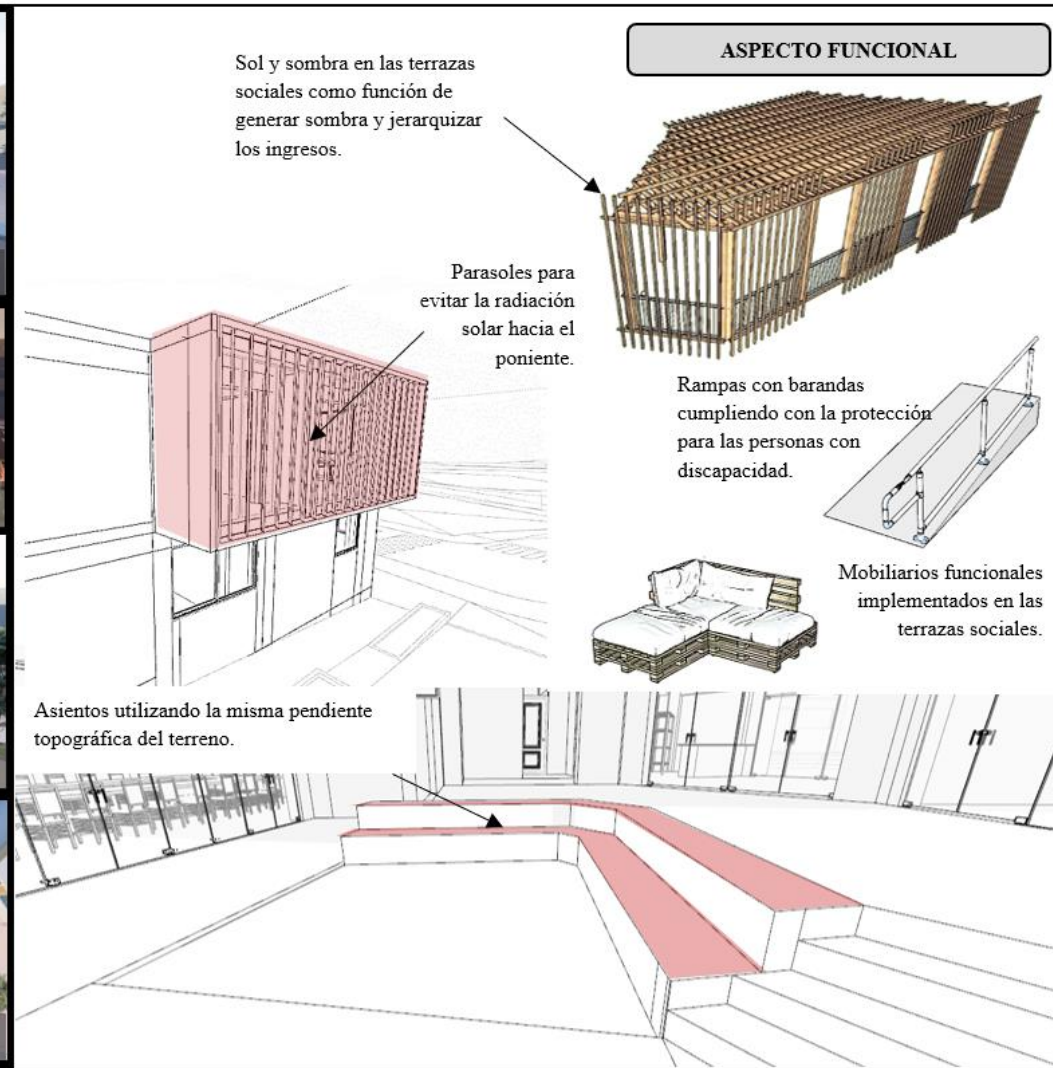 ASPECTO FUNCIONAL
Sol y sombra en las terrazas
sociales como función de
generar sombra y jerarquizar
los ingresos.
Parasoles para
evitar la radiación
solar hacia el
poniente.
Rampas con barandas
cumpliendo con la protección
para las personas con
discapacidad.
Mobiliarios funcionales
implementados en las
terrazas sociales.
Asientos utilizando la misma pendiente
topográfica del terreno.